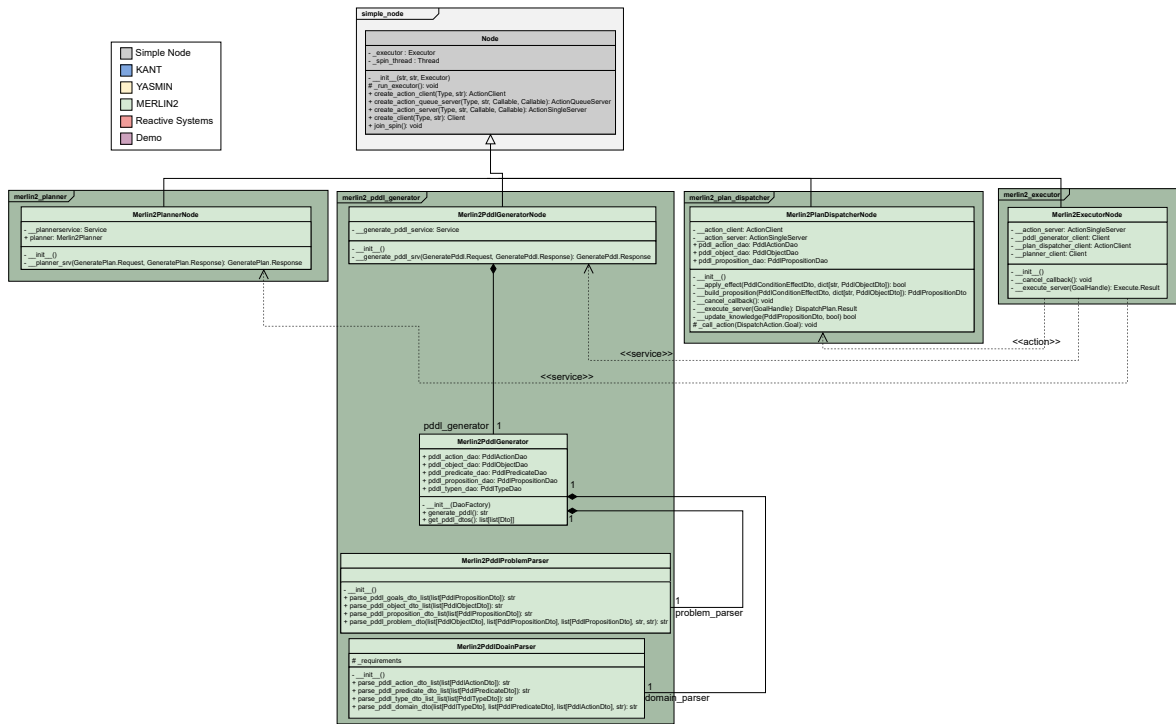 simple_node
Node
- _executor : Executor
- _spin_thread : Thread
- __init__(str, str, Executor)
# _run_executor(): void
+ create_action_client(Type, str): ActionClient
+ create_action_queue_server(Type, str, Callable, Callable): ActionQueueServer
+ create_action_server(Type, str, Callable, Callable): ActionSingleServer
+ create_client(Type, str): Client
+ join_spin(): void
Simple Node
KANT
YASMIN
MERLIN2
Reactive Systems
Demo
merlin2_planner
Merlin2PlannerNode
- __plannerservice: Service
+ planner: Merlin2Planner
- __init__()
- __planner_srv(GeneratePlan.Request, GeneratePlan.Response): GeneratePlan.Response
merlin2_pddl_generator
Merlin2PddlGeneratorNode
- __generate_pddl_service: Service
- __init__()
- __generate_pddl_srv(GeneratePddl.Request, GeneratePddl.Response): GeneratePddl.Response
merlin2_plan_dispatcher
Merlin2PlanDispatcherNode
- __action_client: ActionClient
- __action_server: ActionSingleServer
+ pddl_action_dao: PddlActionDao
+ pddl_object_dao: PddlObjectDao
+ pddl_proposition_dao: PddlPropositionDao
- __init__()
- __apply_effect(PddlConditionEffectDto, dict[str, PddlObjectDto]): bool
- __build_proposition(PddlConditionEffectDto, dict[str, PddlObjectDto]): PddlPropositionDto
- __cancel_callback(): void
- __execute_server(GoalHandle): DispatchPlan.Result
- __update_knowledge(PddlPropositionDto, bool) bool
# _call_action(DispatchAction.Goal): void
merlin2_executor
Merlin2ExecutorNode
- __action_server: ActionSingleServer
- __pddl_generator_client: Client
- __plan_dispatcher_client: ActionClient
- __planner_client: Client
- __init__()
- __cancel_callback(): void
- __execute_server(GoalHandle): Execute.Result
<<action>>
<<service>>
<<service>>
pddl_generator
1
Merlin2PddlGenerator
+ pddl_action_dao: PddlActionDao
+ pddl_object_dao: PddlObjectDao
+ pddl_predicate_dao: PddlPredicateDao
+ pddl_proposition_dao: PddlPropositionDao
+ pddl_typen_dao: PddlTypeDao
- __init__(DaoFactory)
+ generate_pddl(): str
+ get_pddl_dtos(): list[list[Dto]]
1
1
Merlin2PddlProblemParser
- __init__()
+ parse_pddl_goals_dto_list(list[PddlPropositionDto]): str
+ parse_pddl_object_dto_list(list[PddlObjectDto]): str
+ parse_pddl_proposition_dto_list(list[PddlPropositionDto]): str
+ parse_pddl_problem_dto(list[PddlObjectDto], list[PddlPropositionDto], list[PddlPropositionDto], str, str): str
1
problem_parser
Merlin2PddlDoainParser
# _requirements
- __init__()
+ parse_pddl_action_dto_list(list[PddlActionDto]): str
+ parse_pddl_predicate_dto_list(list[PddlPredicateDto]): str
+ parse_pddl_type_dto_list_list(list[PddlTypeDto]): str
+ parse_pddl_domain_dto(list[PddlTypeDto], list[PddlPredicateDto], list[PddlActionDto], str): str
1
domain_parser